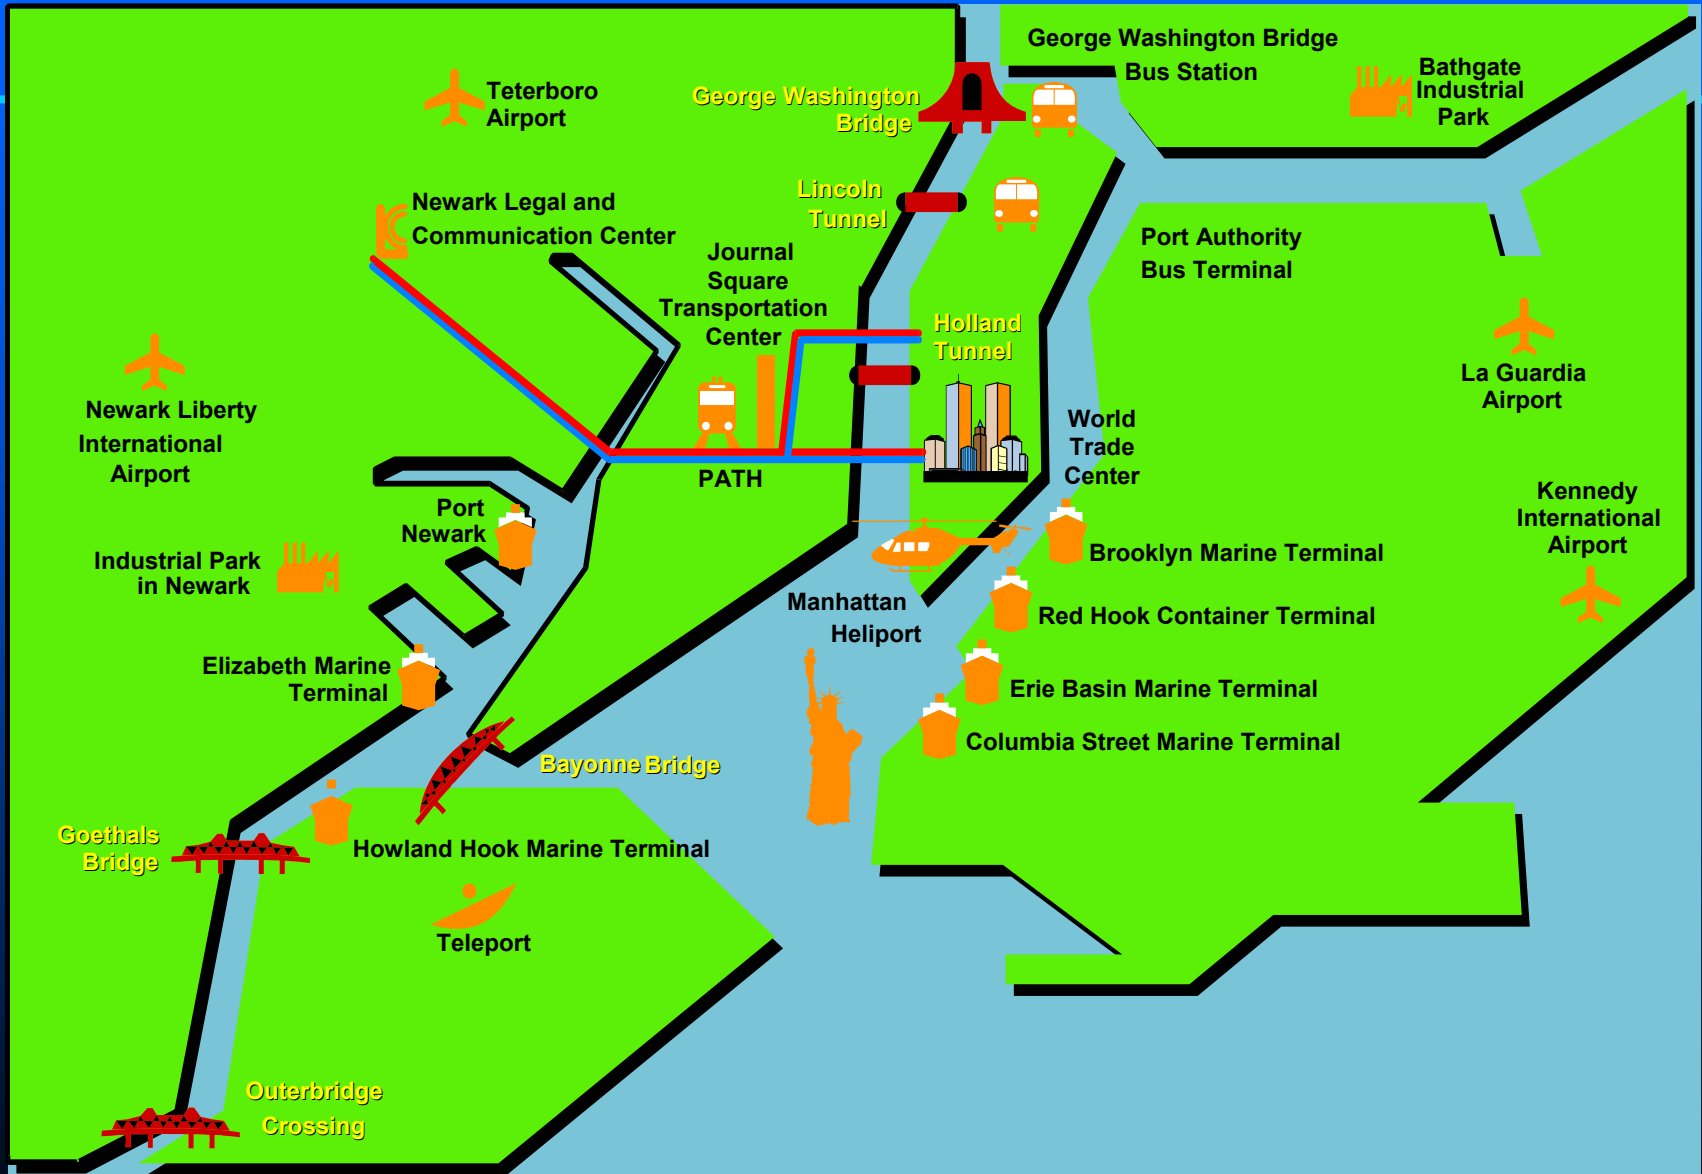 George Washington Bridge
Bus Station
Bathgate
Industrial
Park
Teterboro
Airport
George Washington
Bridge
Lincoln
Tunnel
Newark Legal and
Communication Center
Journal
Square
Transportation
Center
Port Authority
Bus Terminal
Holland
Tunnel
La Guardia
Airport
Newark Liberty
International
Airport
World
Trade
Center
PATH
Kennedy
International
Airport
Port
Newark
Industrial Park
in Newark
Brooklyn Marine Terminal
Manhattan
Heliport
Red Hook Container Terminal
Elizabeth Marine
Terminal
Erie Basin Marine Terminal
Columbia Street Marine Terminal
Bayonne Bridge
Goethals
Bridge
Howland Hook Marine Terminal
Teleport
Outerbridge
Crossing